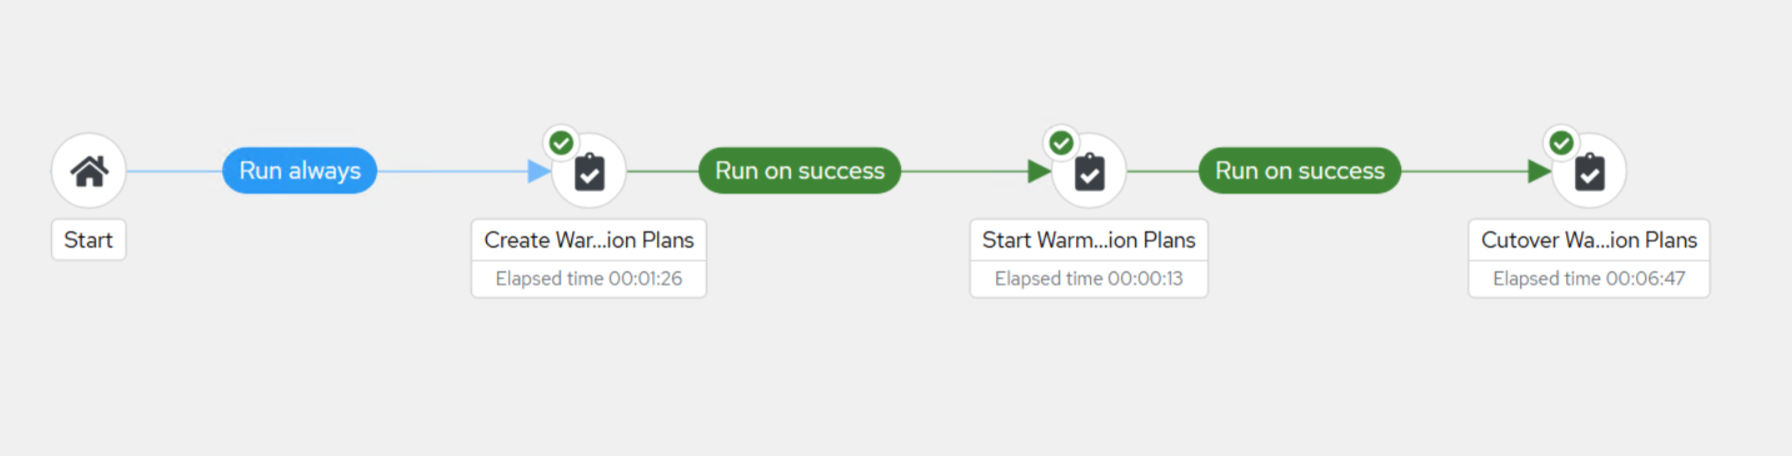 Run always
Run on success
Run on success
Start
Create War...ion Plans
Elapsed time 00:01:26
Start Warm...ion Plans
Elapsed time 00:00:13
Cutover Wa...ion Plans
Elapsed time 00:06:47